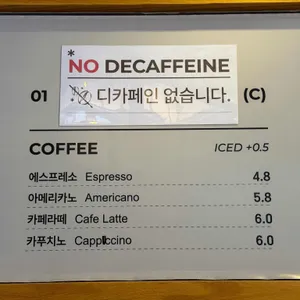 *
NO DECAFFEINE
01 디카페인 없습니다. (C)
COFFEE ICED +0.5
에스프레소 Espresso 4.8
아메리카노 Americano 5.8
카페라떼 Cafe Latte 6.0
카푸치노 Cappuccino 6.0